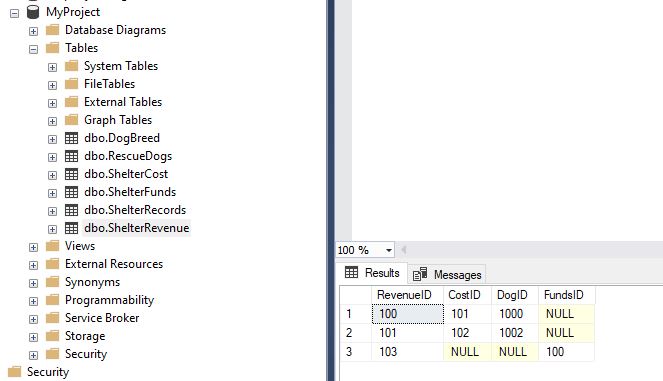 MyProject
Database Diagrams
Tables
System Tables
FileTables
External Tables
Graph Tables
dbo.DogBreed
dbo.RescueDogs
dbo.ShelterCost
dbo.ShelterFunds
dbo.ShelterRecords
dbo.ShelterRevenue
Views
External Resources
Synonyms
Programmability
Service Broker
Storage
Security
Security
100 %
Results Messages
RevenueID CostID DogID FundsID
1 100 101 1000 NULL
2 101 102 1002 NULL
3 103 NULL NULL 100